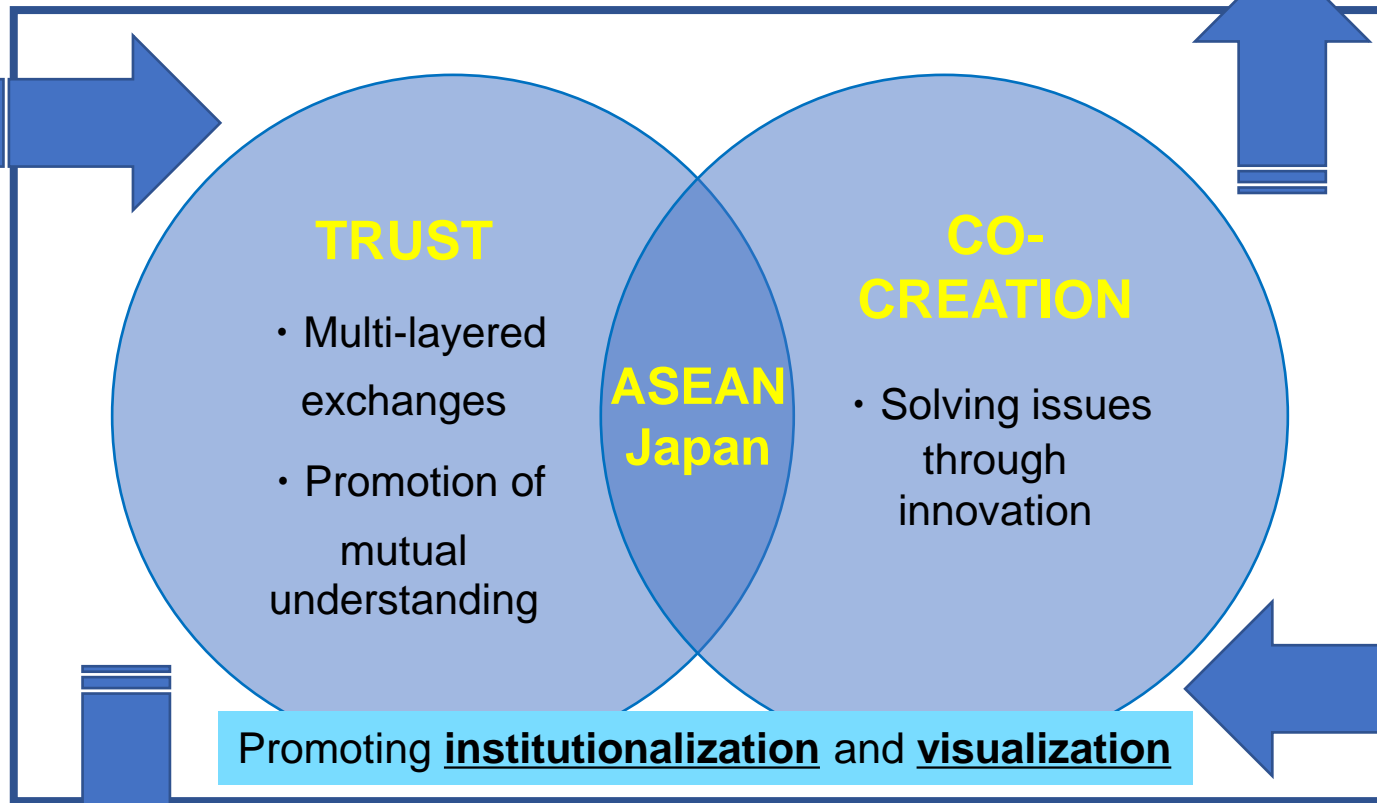 TRUST
・Multi-layered
exchanges
・Promotion of
mutual
understanding
ASEAN
Japan
CO-
CREATION
・Solving issues
through
innovation
Promoting institutionalization and visualization